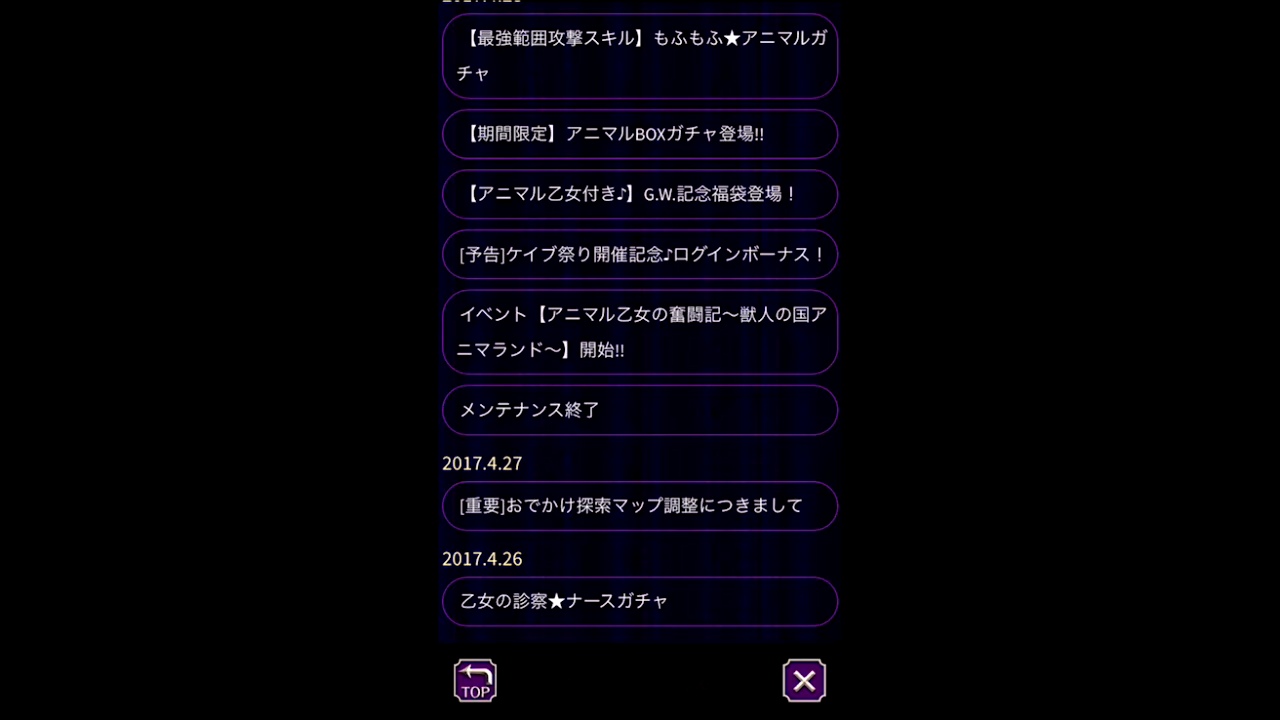 【最強範囲攻撃スキル】もふもふ★アニマルガ
チャ
【期間限定】アニマルBOXガチャ登場!!
【アニマル乙女付き♪】G.W.記念福袋登場！
[予告]ケイブ祭り開催記念♪ログインボーナス！
イベント【アニマル乙女の奮闘記～獣人の国ア
ニマランド～】開始!!
メンテナンス終了
2017.4.27
[重要]おでかけ探索マップ調整につきまして
2017.4.26
乙女の診察★ナースガチャ
TOP